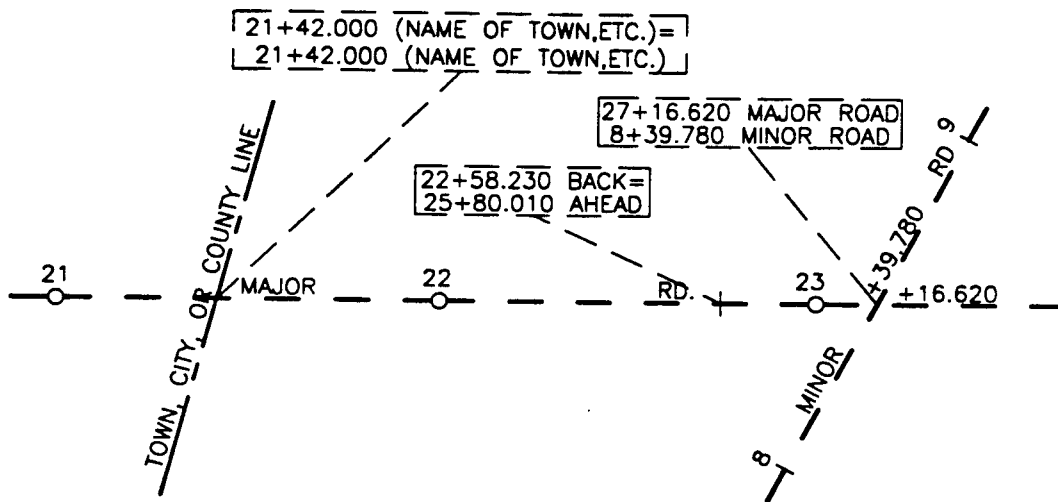 21+42.000 (NAME OF TOWN,ETC.)=
21+42.000 (NAME OF TOWN,ETC.)
27+16.620 MAJOR ROAD
8+39.780 MINOR ROAD
22+58.230 BACK=
25+80.010 AHEAD
TOWN, CITY, OR COUNTY LINE
21
MAJOR
22
RD.
23
+39.780
+16.620
MINOR
RD 9
8